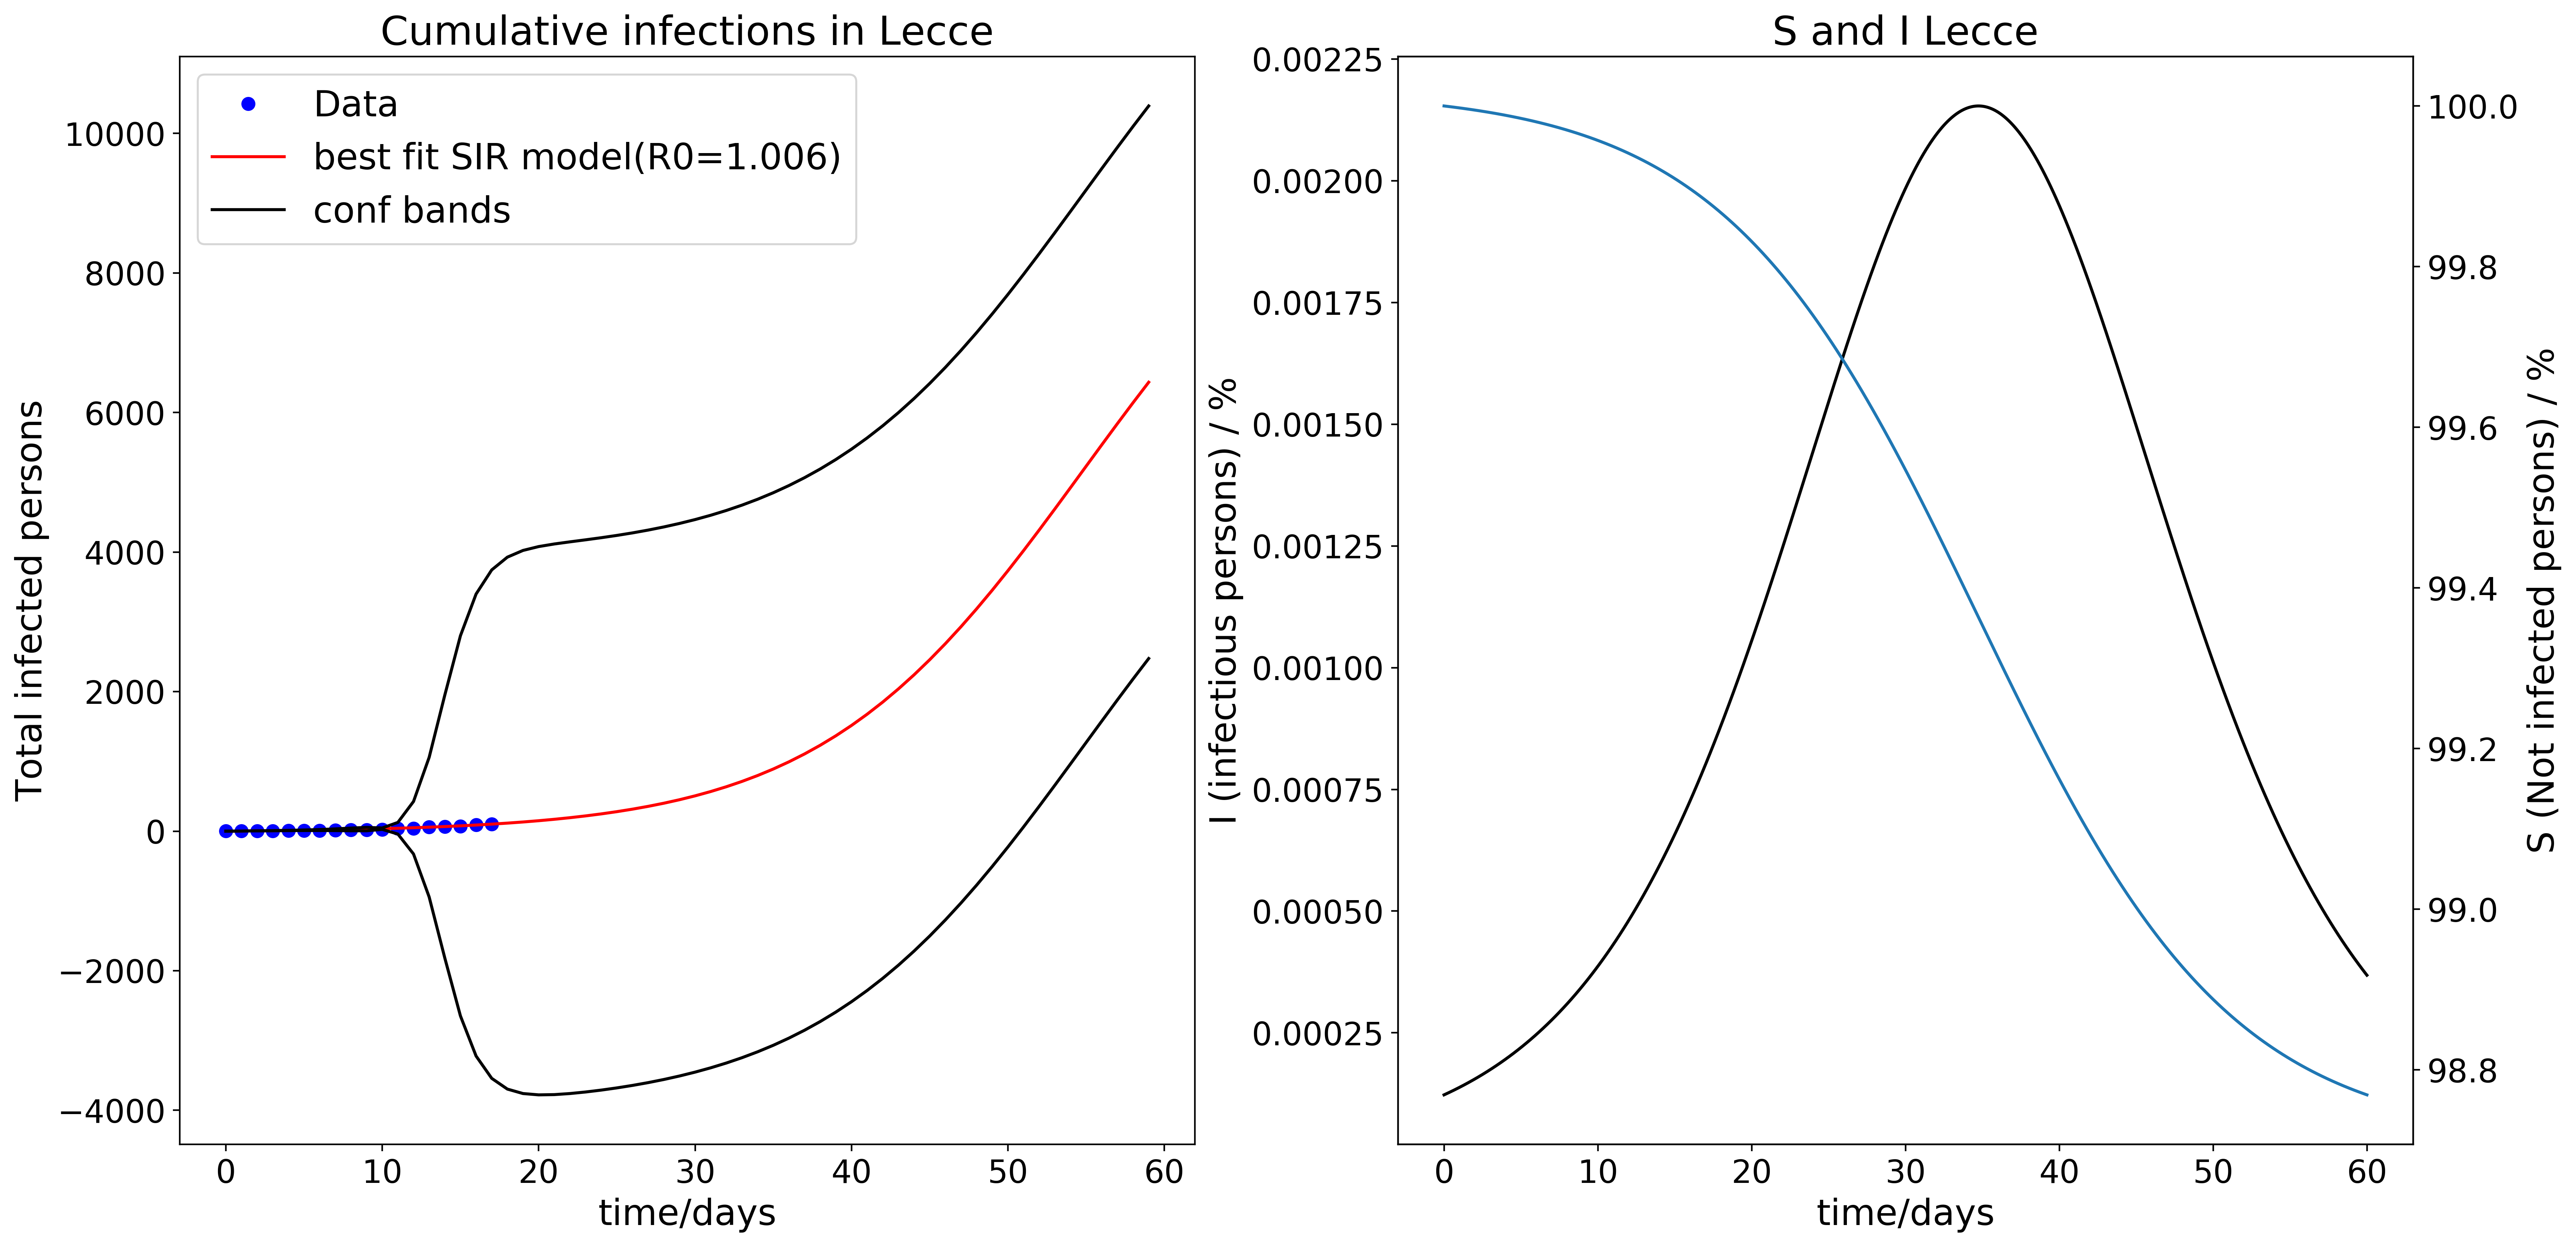 Cumulative infections in Lecce
Data
best fit SIR model(R0=1.006)
conf bands
10000
8000
6000
4000
2000
0
−2000
−4000
Total infected persons
0 10 20 30 40 50 60
time/days
S and I Lecce
0.00225
0.00200
0.00175
0.00150
0.00125
0.00100
0.00075
0.00050
0.00025
I (infectious persons) / %
100.0
99.8
99.6
99.4
99.2
99.0
98.8
S (Not infected persons) / %
0 10 20 30 40 50 60
time/days